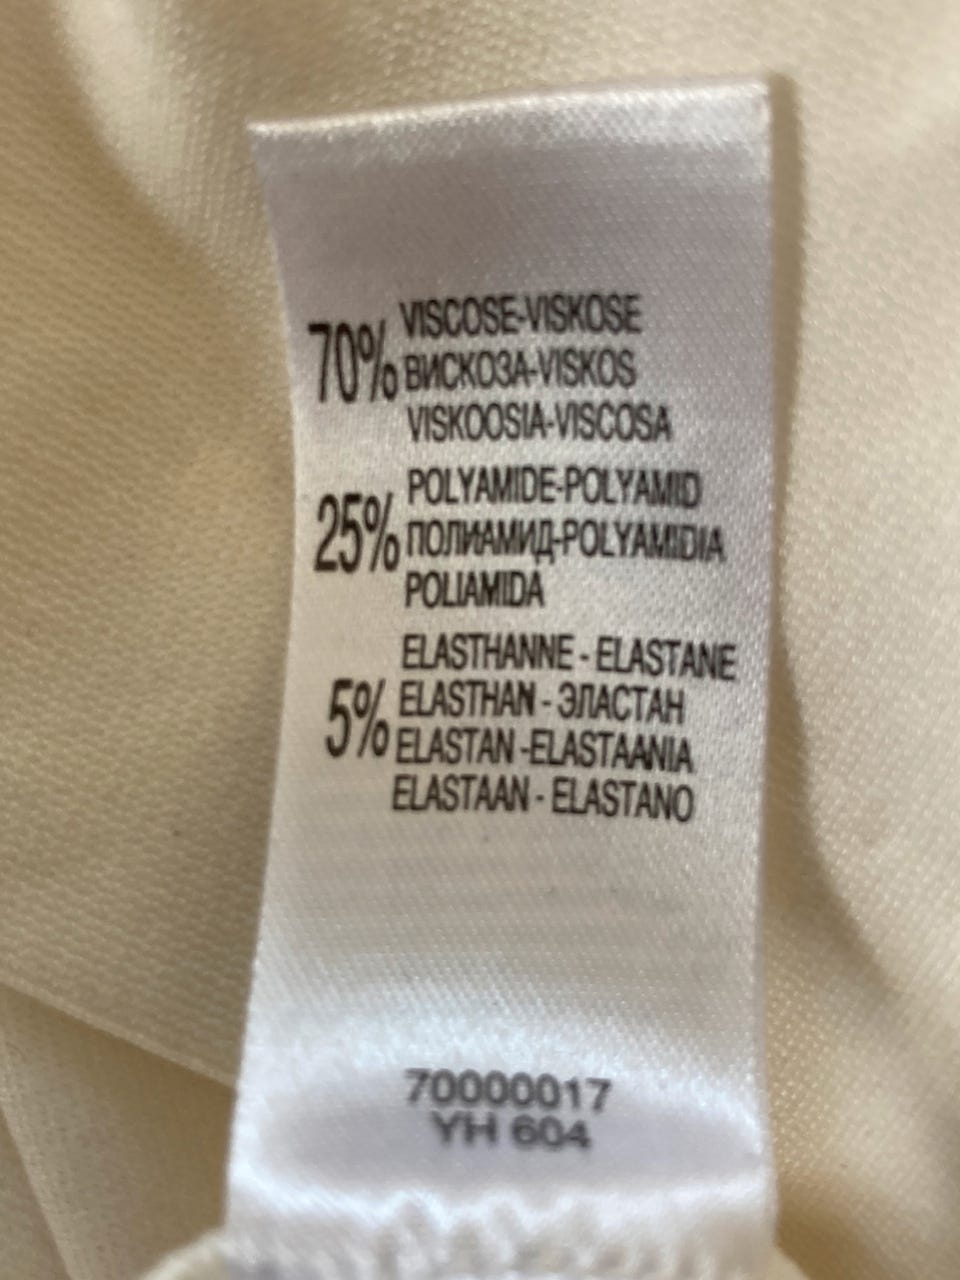 70% VISCOSE-VISKOSE
ВИСКОЗА-VISKOS
VISKOOSIA-VISCOSA
25% POLYAMIDE-POLYAMID
ПОЛИАМИД-POLYAMIDIA
POLIAMIDA
5% ELASTHANNE - ELASTANE
ELASTHAN - ЭЛАСТАН
ELASTAN -ELASTAANIA
ELASTAAN - ELASTANO
70000017
YH 604